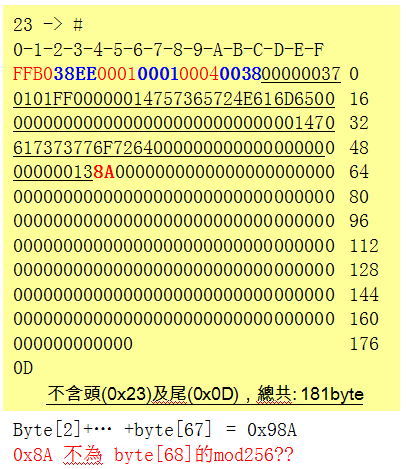 23 -> #
0-1-2-3-4-5-6-7-8-9-A-B-C-D-E-F
FFB038EE000100010004003800000037 0
0101FF00000014757365724E616D6500 16
00000000000000000000000000001470 32
617373776F7264000000000000000000 48
000000138A0000000000000000000000 64
00000000000000000000000000000000 80
00000000000000000000000000000000 96
00000000000000000000000000000000 112
00000000000000000000000000000000 128
00000000000000000000000000000000 144
00000000000000000000000000000000 160
000000000000 176
0D
不含頭(0x23)及尾(0x0D)，總共: 181byte
Byte[2]+… +byte[67] = 0x98A
0x8A 不為 byte[68]的mod256??